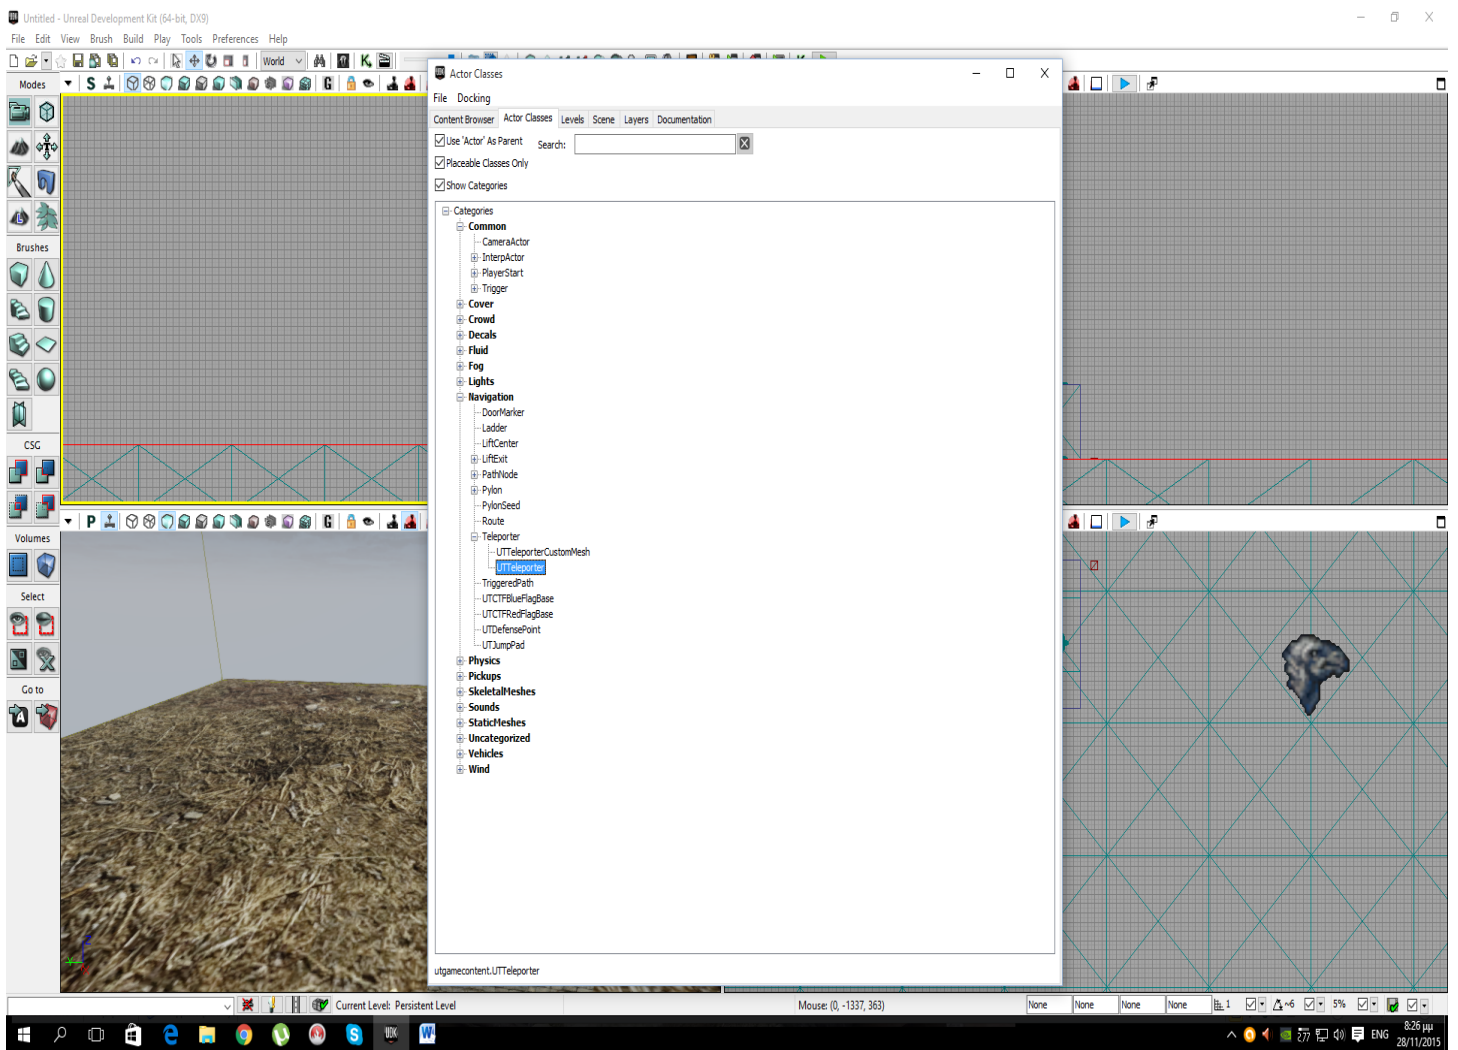 Untitled - Unreal Development Kit (64-bit, DX9)
File Edit View Brush Build Play Tools Preferences Help
World
Modes
Brushes
CSG
Volumes
Select
Go to
Actor Classes
File Docking
Content Browser Actor Classes Levels Scene Layers Documentation
Use 'Actor' As Parent Search:
Placeable Classes Only
Show Categories
Categories
Common
CameraActor
InterpActor
PlayerStart
Trigger
Cover
Crowd
Decals
Fluid
Fog
Lights
Navigation
DoorMarker
Ladder
LiftCenter
LiftExit
PathNode
Pylon
PylonSeed
Route
Teleporter
UTTeleporterCustomMesh
UTTeleporter
TriggeredPath
UTCTFBlueFlagBase
UTCTFRedFlagBase
UTDefensePoint
UTJumpPad
Physics
Pickups
SkeletalMeshes
Sounds
StaticMeshes
Uncategorized
Vehicles
Wind
utgamecontent.UTTeleporter
Current Level: Persistent Level Mouse: (0, -1337, 363) None None None None 1 ~6 5%
ENG 8:26 μμ
28/11/2015